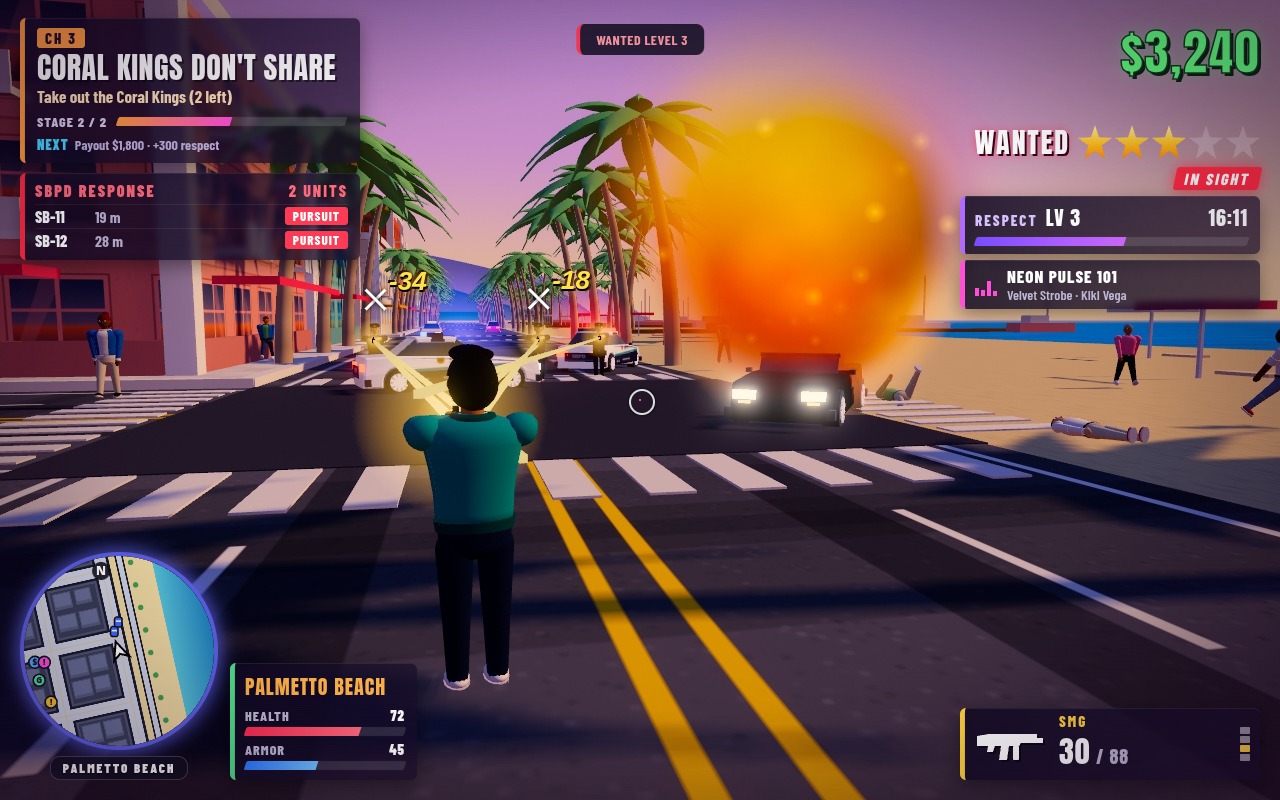 CH 3
CORAL KINGS DON'T SHARE
Take out the Coral Kings (2 left)
STAGE 2 / 2
NEXT Payout $1,800 · +300 respect
SBPD RESPONSE 2 UNITS
SB-11 19 m PURSUIT
SB-12 28 m PURSUIT
WANTED LEVEL 3
$3,240
WANTED
IN SIGHT
RESPECT LV 3 16:11
NEON PULSE 101
Velvet Strobe · Kiki Vega
-34
-18
N
PALMETTO BEACH
PALMETTO BEACH
HEALTH 72
ARMOR 45
SMG
30 / 88